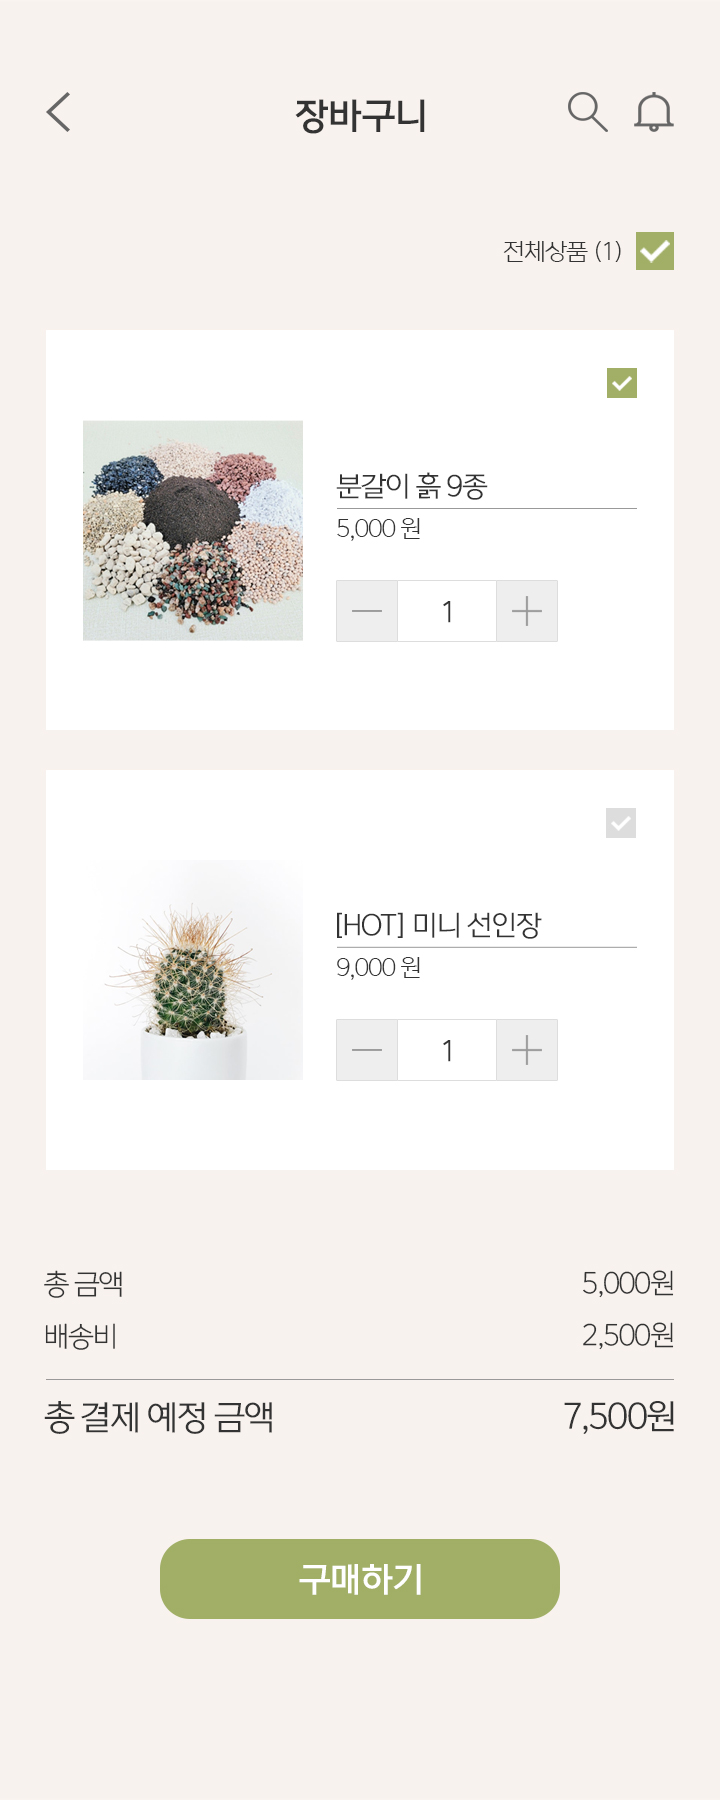 장바구니
전체상품 (1)
분갈이 흙 9종
5,000 원
1
[HOT] 미니 선인장
9,000 원
1
총 금액 5,000원
배송비 2,500원
총 결제 예정 금액 7,500원
구매하기